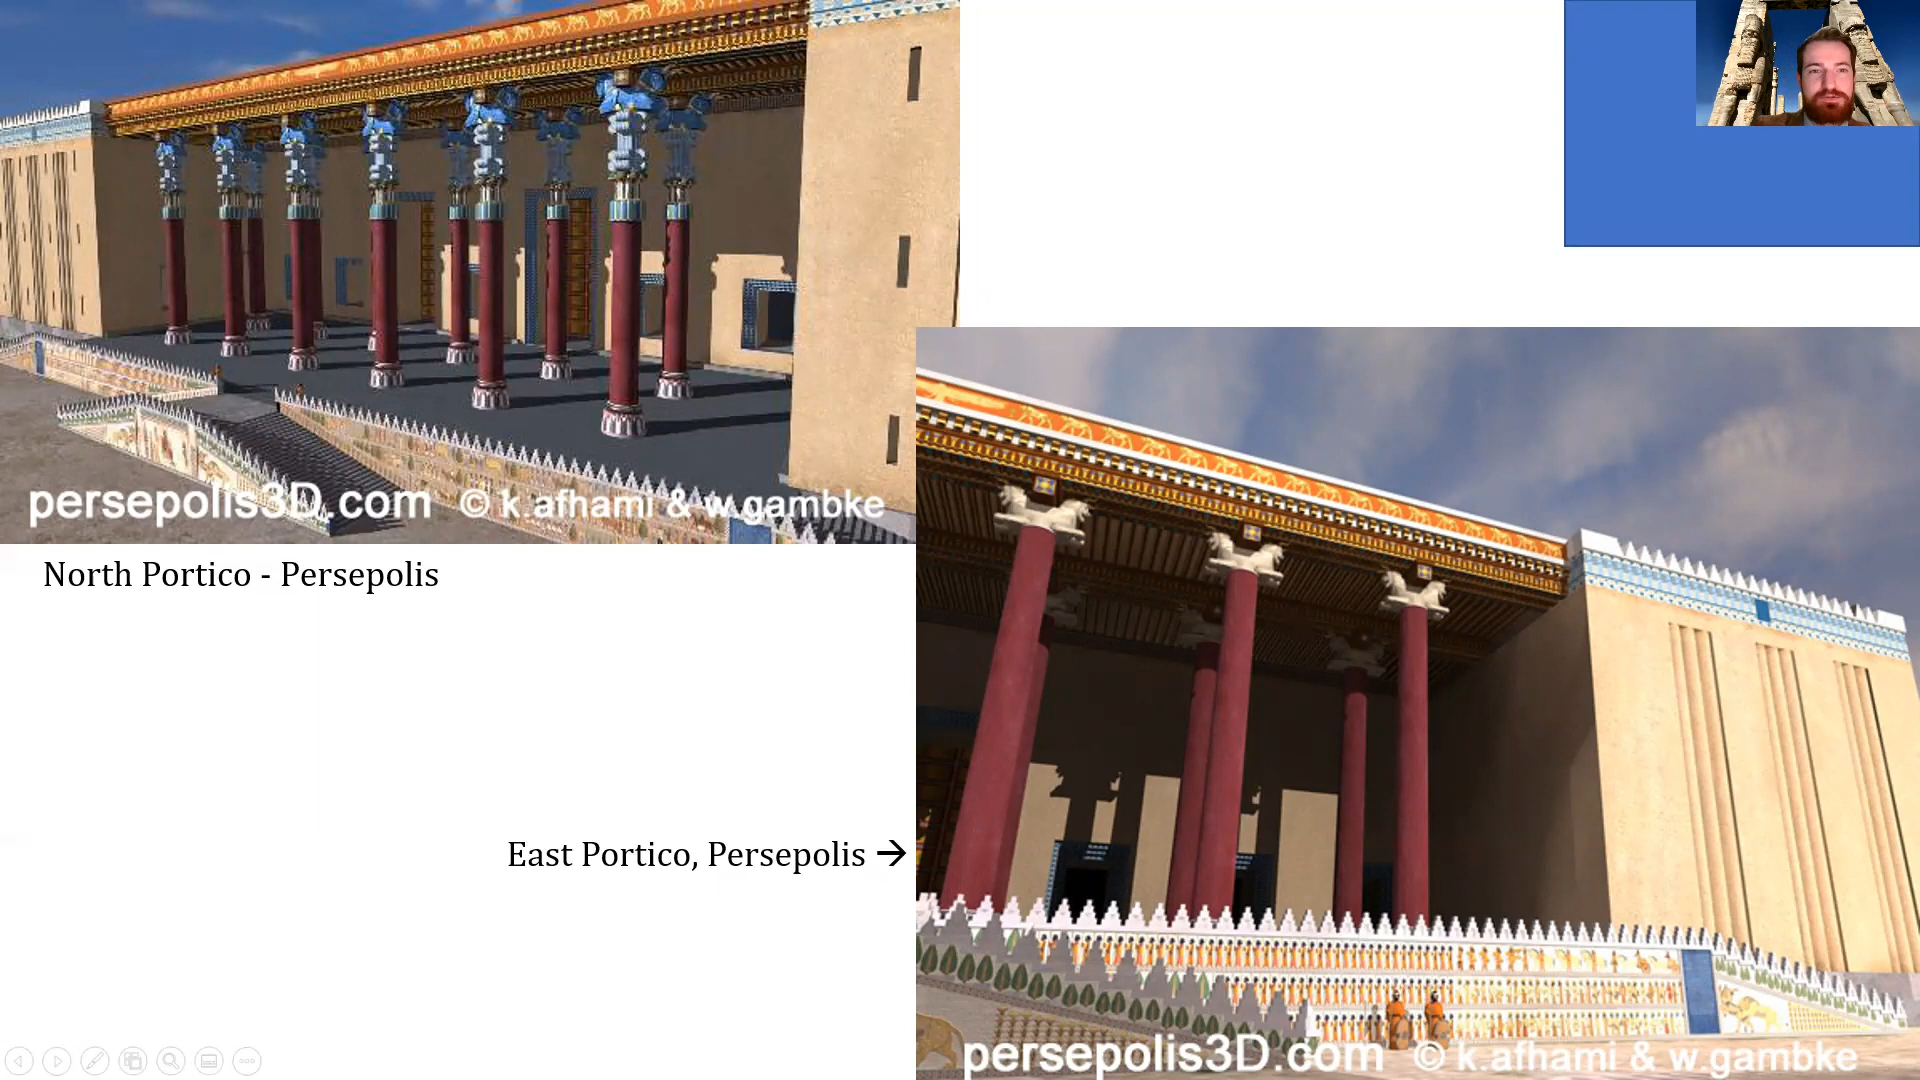 persepolis3D.com © k.afhami & w.gambke
North Portico - Persepolis
East Portico, Persepolis →
persepolis3D.com © k.afhami & w.gambke